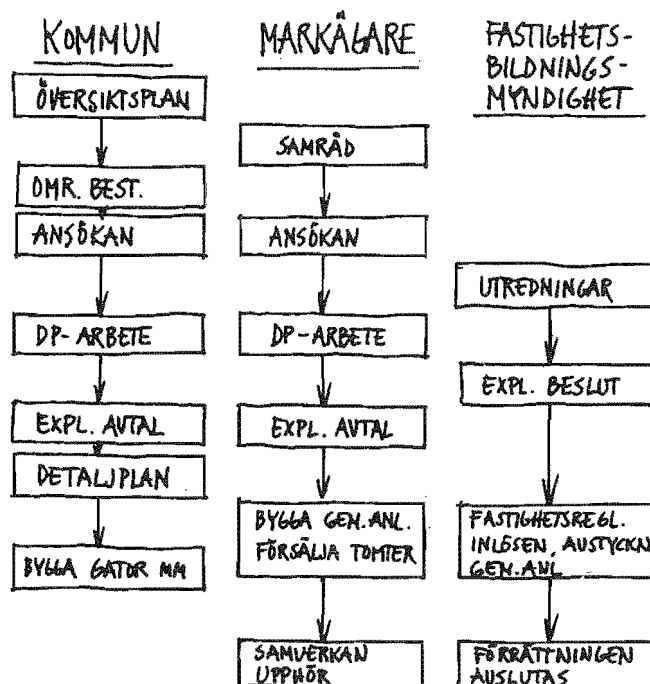 KOMMUN
ÖVERSIKTSPLAN
OMR. BEST.
ANSÖKAN
DP-ARBETE
EXPL. AVTAL
DETALJPLAN
BYGGA GATOR MM
MARKÄGARE
SAMRÅD
ANSÖKAN
DP-ARBETE
EXPL. AVTAL
BYGGA GEN.ANL.
FÖRSÄLJA TOMTER
SAMVERKAN
UPPHÖR
FASTIGHETS-
BILDNINGS-
MYNDIGHET
UTREDNINGAR
EXPL. BESLUT
FASTIGHETSREGL.
INLÖSEN, AVSTYCKN
GEN.ANL
FÖRRÄTTNINGEN
AVSLUTAS